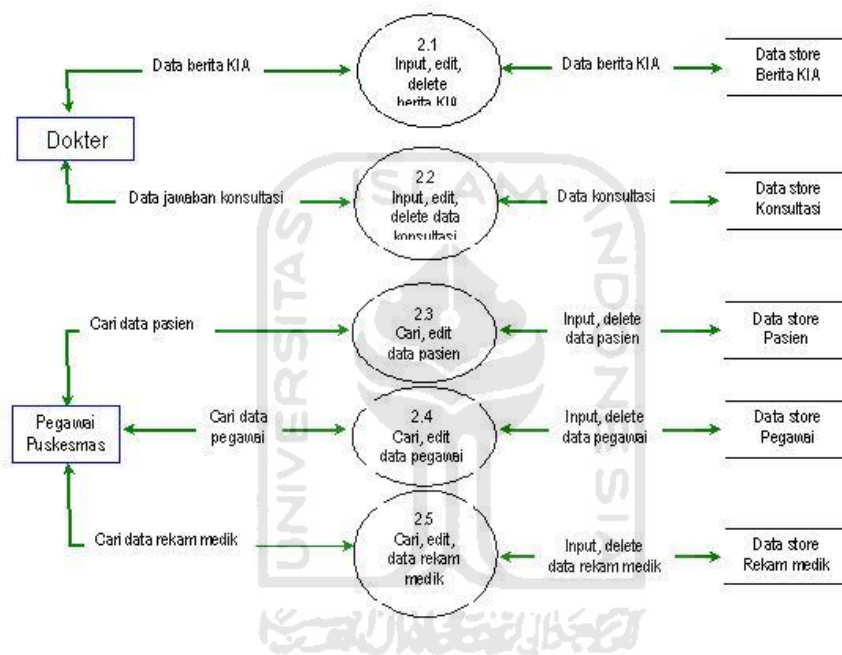 2.1
Input, edit,
delete
berita KIA
Data berita KIA
Data berita KIA
Data store
Berita KIA
Dokter
2.2
Input, edit,
delete data
konsultasi
Data jawaban konsultasi
Data konsultasi
Data store
Konsultasi
2.3
Cari, edit
data pasien
Cari data pasien
Input, delete
data pasien
Data store
Pasien
Pegawai
Puskesmas
Cari data
pegawai
2.4
Cari, edit
data pegawai
Input, delete
data pegawai
Data store
Pegawai
2.5
Cari, edit,
data rekam
medik
Cari data rekam medik
Input, delete
data rekam medik
Data store
Rekam medik
UNIVERSITAS
ISLAM
INDONESIA